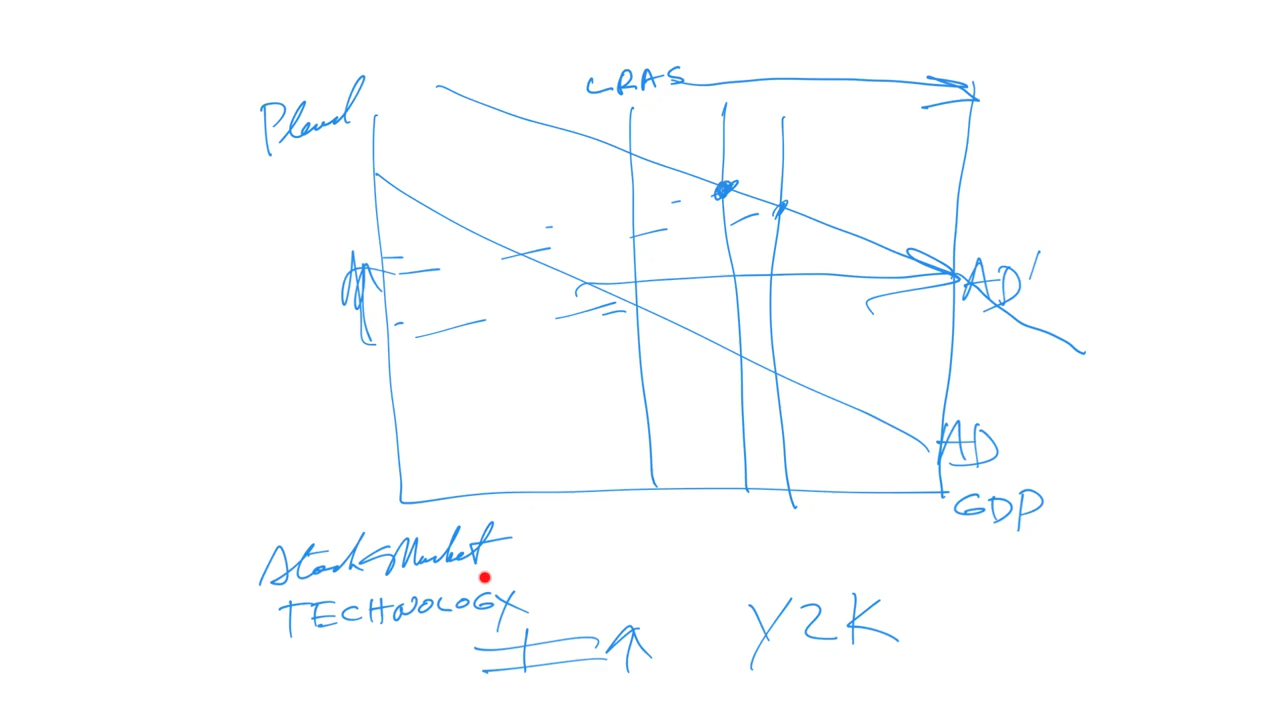 LRAS
Plevel
AD'
AD
GDP
Stock Market
TECHNOLOGY
Y2K